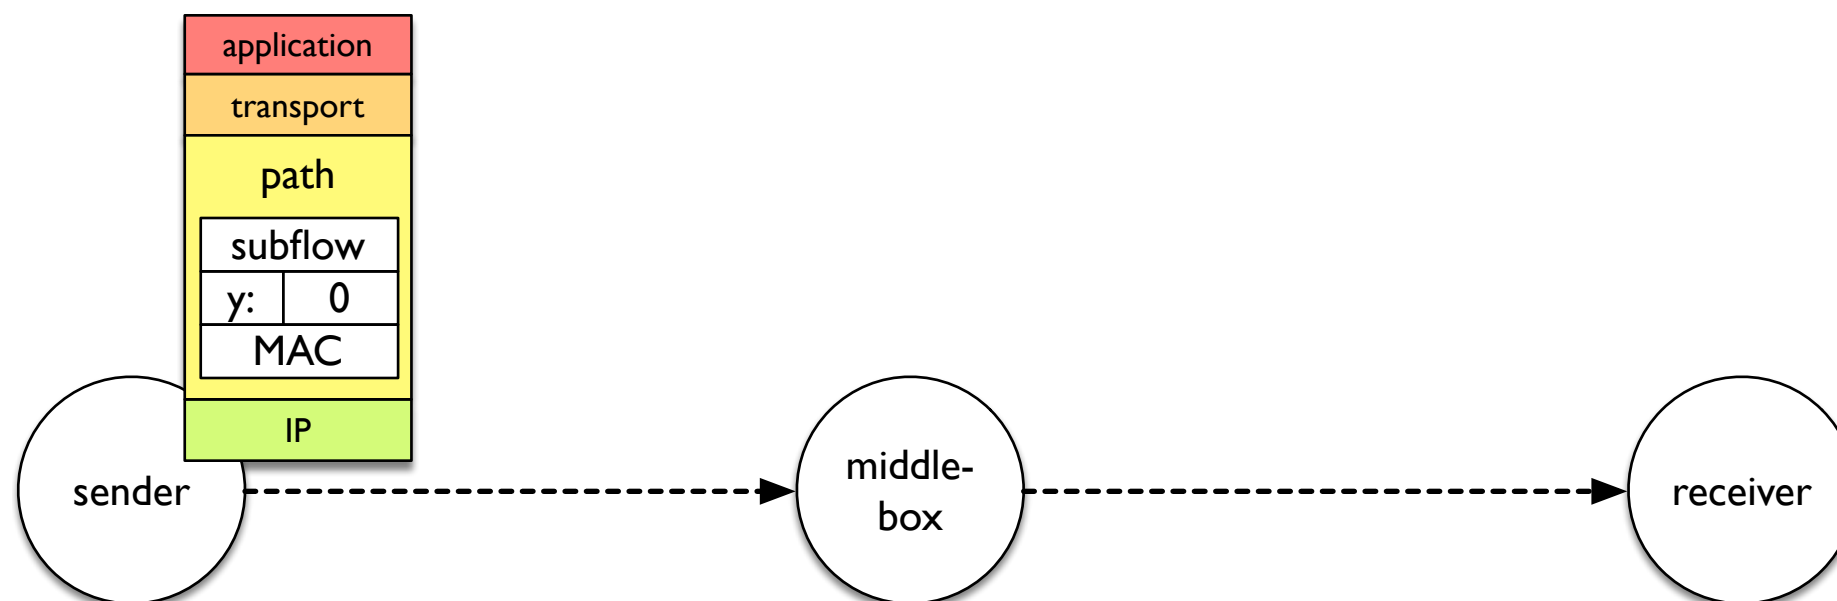 application
transport
path
subflow
y: 0
MAC
IP
sender
middle-
box
receiver